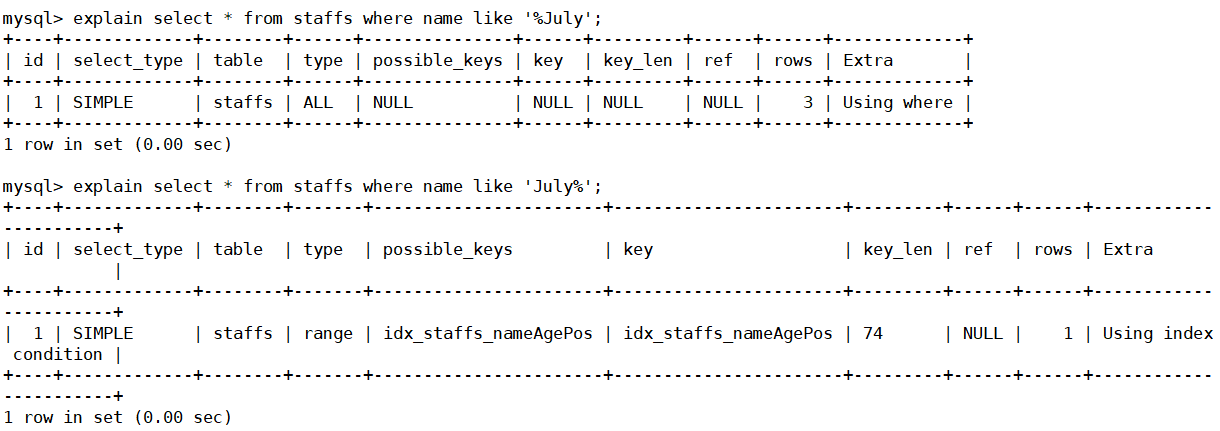 mysql> explain select * from staffs where name like '%July';
+----+-------------+--------+------+---------------+------+---------+------+------+-------------+
| id | select_type | table  | type | possible_keys | key  | key_len | ref  | rows | Extra       |
+----+-------------+--------+------+---------------+------+---------+------+------+-------------+
|  1 | SIMPLE      | staffs | ALL  | NULL          | NULL | NULL    | NULL |    3 | Using where |
+----+-------------+--------+------+---------------+------+---------+------+------+-------------+
1 row in set (0.00 sec)

mysql> explain select * from staffs where name like 'July%';
+----+-------------+--------+-------+-----------------------+-----------------------+---------+------+------+------------
-----------+
| id | select_type | table  | type  | possible_keys         | key                   | key_len | ref  | rows | Extra
           |
+----+-------------+--------+-------+-----------------------+-----------------------+---------+------+------+------------
-----------+
|  1 | SIMPLE      | staffs | range | idx_staffs_nameAgePos | idx_staffs_nameAgePos | 74      | NULL |    1 | Using index
 condition |
+----+-------------+--------+-------+-----------------------+-----------------------+---------+------+------+------------
-----------+
1 row in set (0.00 sec)